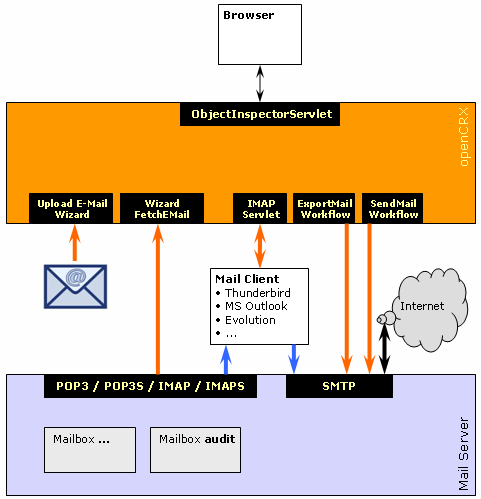 Browser
ObjectInspectorServlet
openCRX
Upload E-Mail
Wizard
Wizard
FetchEMail
IMAP
Servlet
ExportMail
Workflow
SendMail
Workflow
@
Mail Client
• Thunderbird
• MS Outlook
• Evolution
• ...
Internet
POP3 / POP3S / IMAP / IMAPS
SMTP
Mailbox ...
Mailbox audit
Mail Server